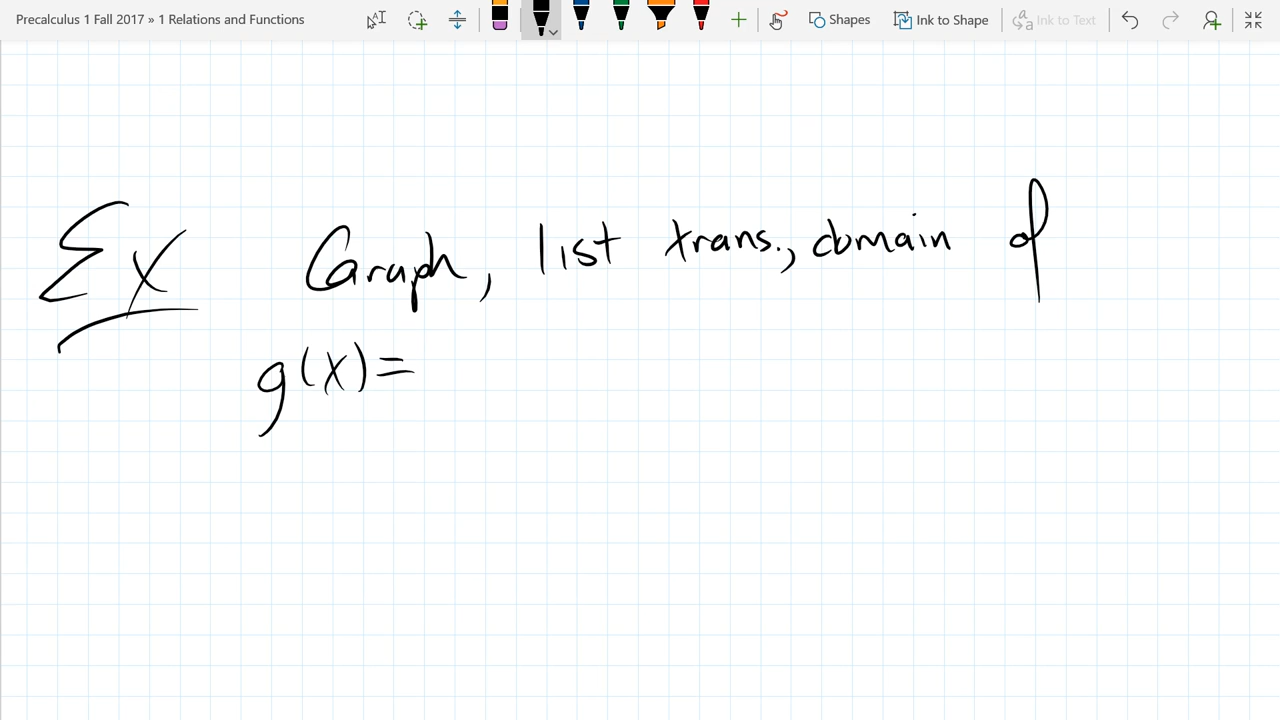 Precalculus 1 Fall 2017 » 1 Relations and Functions
Shapes
Ink to Shape
Ink to Text
Ex Graph, list trans., domain of
g(x)=